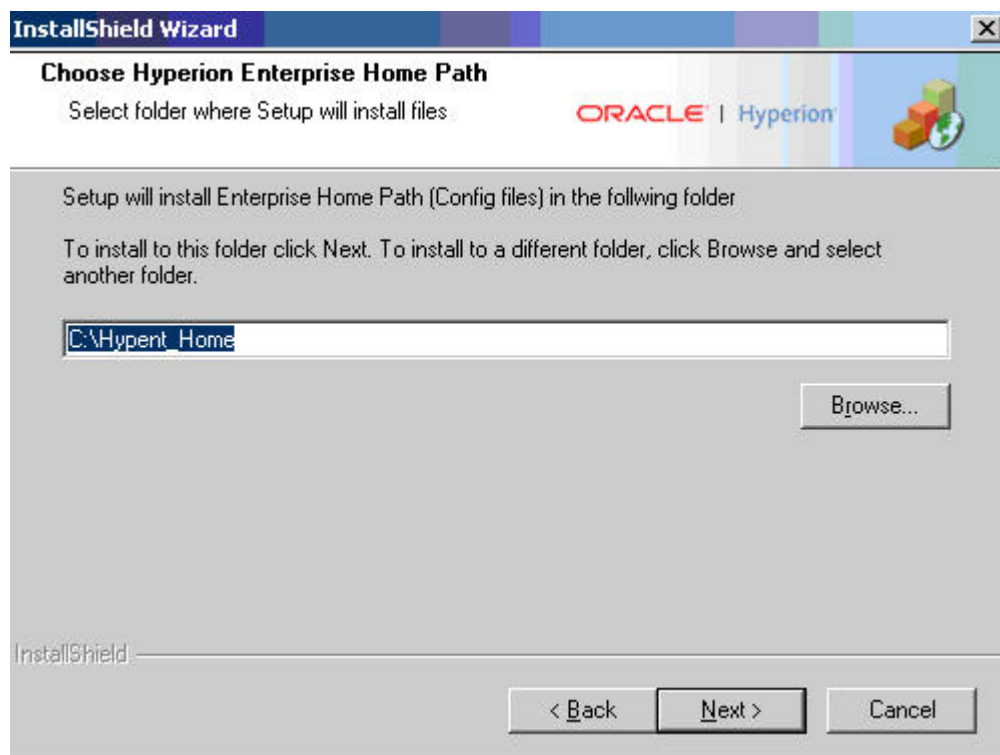 InstallShield Wizard
Choose Hyperion Enterprise Home Path
Select folder where Setup will install files
ORACLE | Hyperion
Setup will install Enterprise Home Path (Config files) in the follwing folder
To install to this folder click Next. To install to a different folder, click Browse and select
another folder.
C:\Hypent_Home
Browse...
InstallShield
< Back
Next >
Cancel